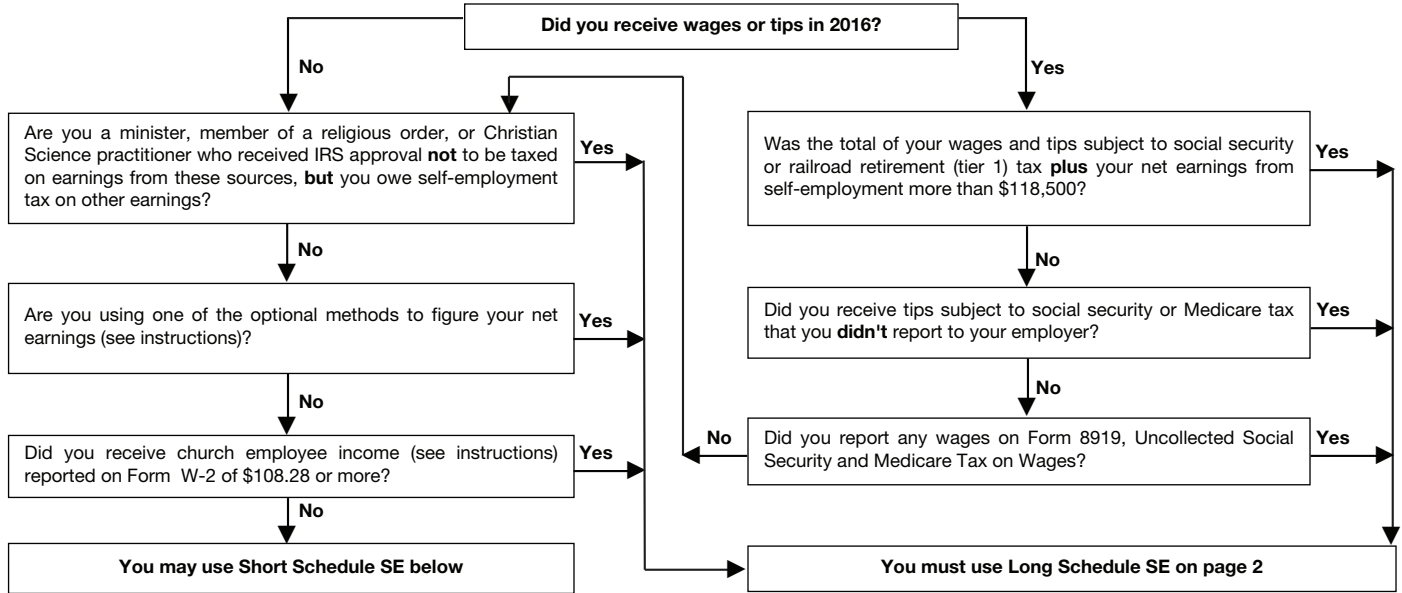 Did you receive wages or tips in 2016?
No
Yes
Are you a minister, member of a religious order, or Christian
Science practitioner who received IRS approval not to be taxed
on earnings from these sources, but you owe self-employment
tax on other earnings?
Yes
No
Are you using one of the optional methods to figure your net
earnings (see instructions)?
Yes
No
Did you receive church employee income (see instructions)
reported on Form W-2 of $108.28 or more?
Yes
No
You may use Short Schedule SE below
Was the total of your wages and tips subject to social security
or railroad retirement (tier 1) tax plus your net earnings from
self-employment more than $118,500?
Yes
No
Did you receive tips subject to social security or Medicare tax
that you didn't report to your employer?
Yes
No
No
Did you report any wages on Form 8919, Uncollected Social
Security and Medicare Tax on Wages?
Yes
You must use Long Schedule SE on page 2